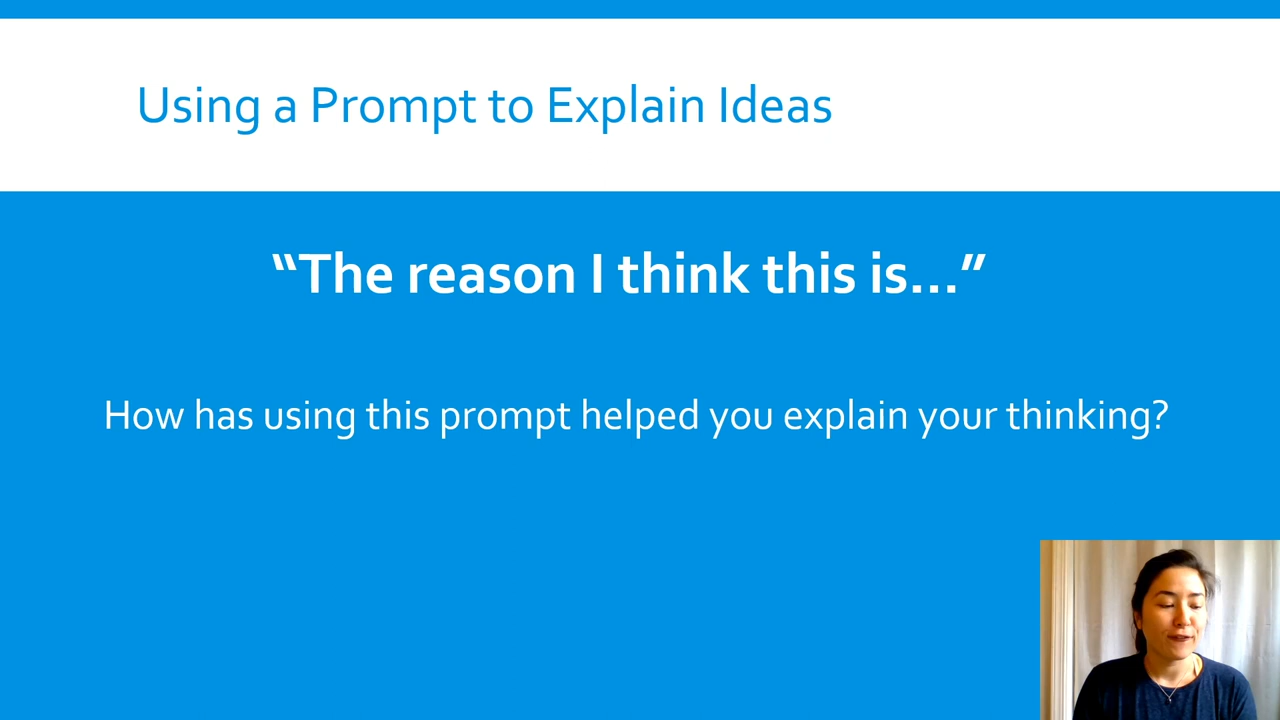 Using a Prompt to Explain Ideas
“The reason I think this is…”
How has using this prompt helped you explain your thinking?